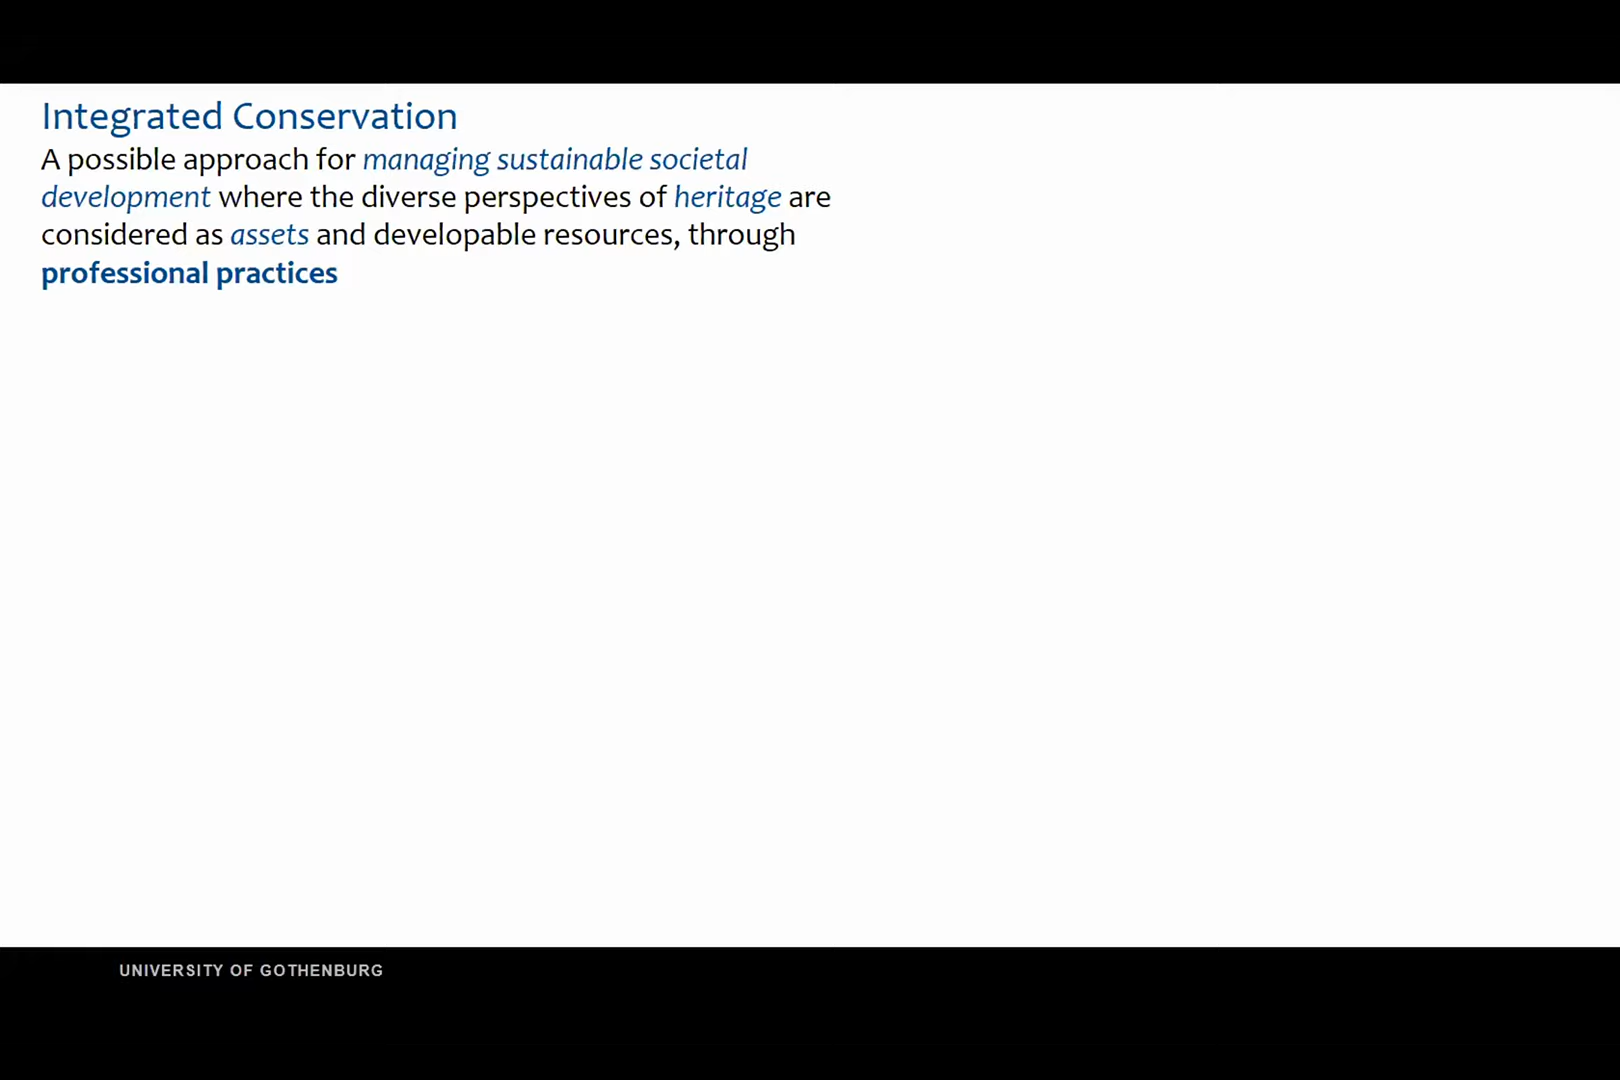 Integrated Conservation
A possible approach for managing sustainable societal
development where the diverse perspectives of heritage are
considered as assets and developable resources, through
professional practices
UNIVERSITY OF GOTHENBURG